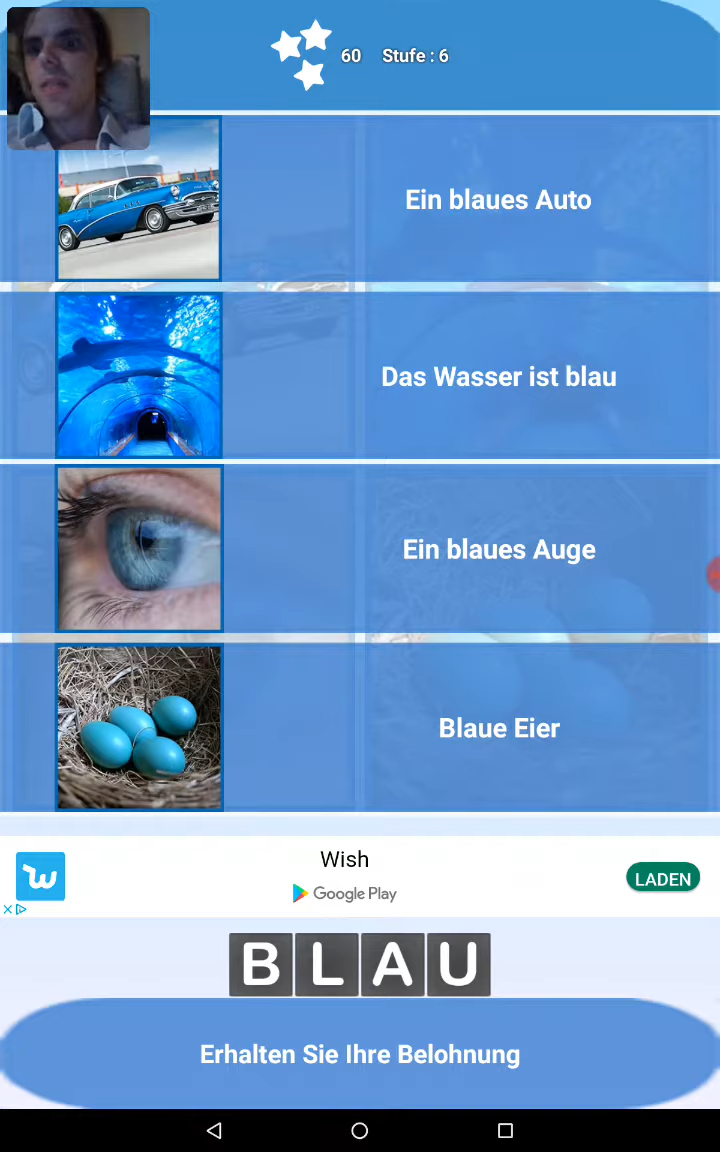 60 Stufe : 6
Ein blaues Auto
Das Wasser ist blau
Ein blaues Auge
Blaue Eier
Wish
Google Play
LADEN
BLAU
Erhalten Sie Ihre Belohnung